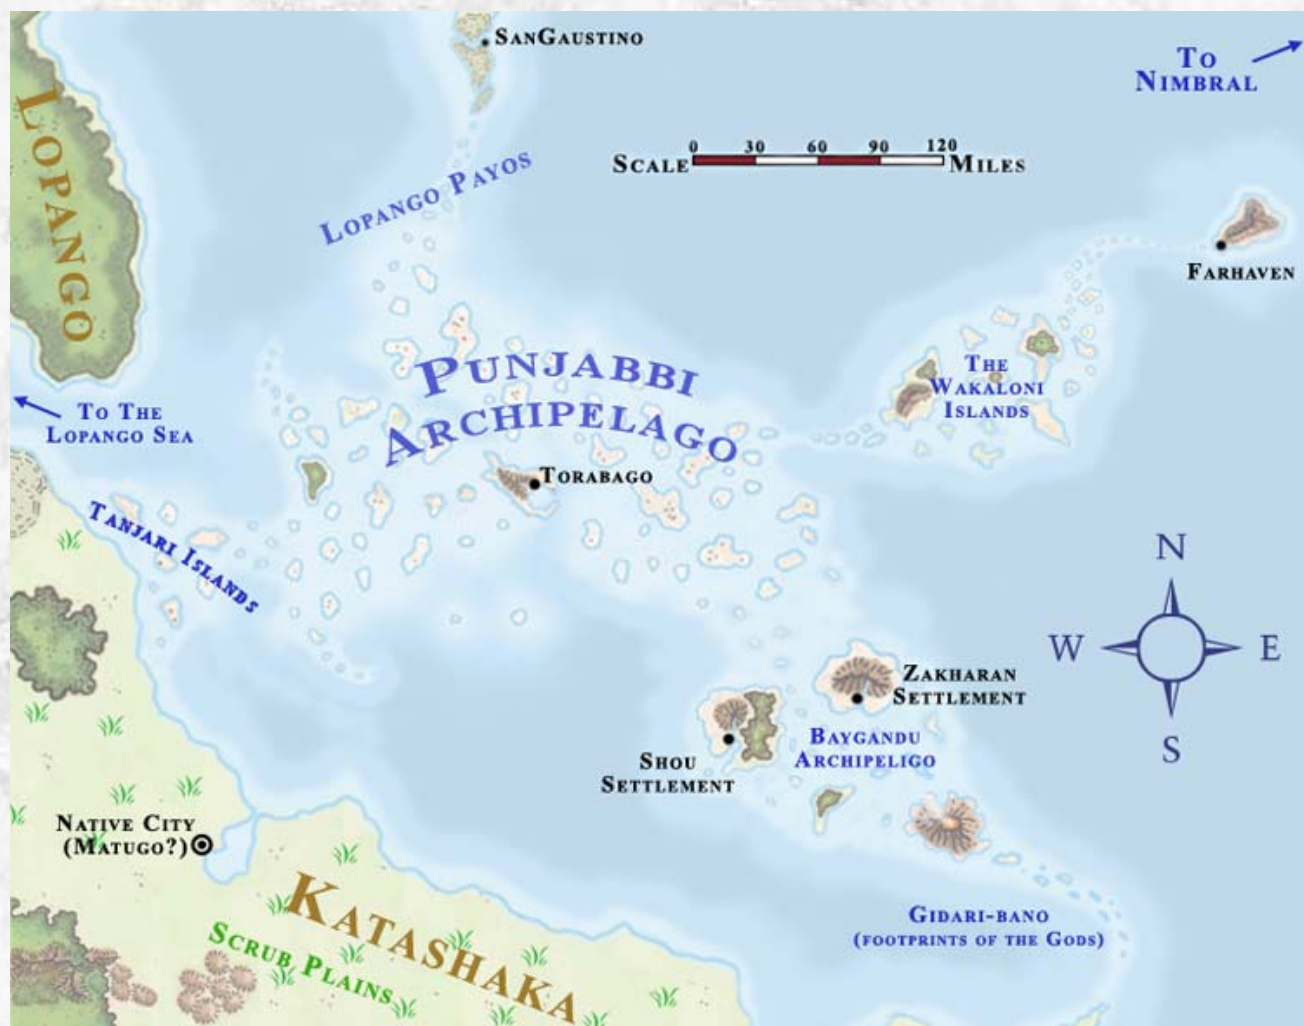 SANGAUSTINO
TO
NIMBRAL
LOPANGO
0 30 60 90 120
SCALE MILES
LOPANGO PAYOS
FARHAVEN
PUNJABBI
ARCHIPELAGO
THE
WAKALONI
ISLANDS
TO THE
LOPANGO SEA
TORABAGO
TANJARI ISLANDS
N
W E
S
ZAKHARAN
SETTLEMENT
BAYGANDU
ARCHIPELIGO
SHOU
SETTLEMENT
NATIVE CITY
(MATUGO?)
KATASHAKA
SCRUB PLAINS
GIDARI-BANO
(FOOTPRINTS OF THE GODS)